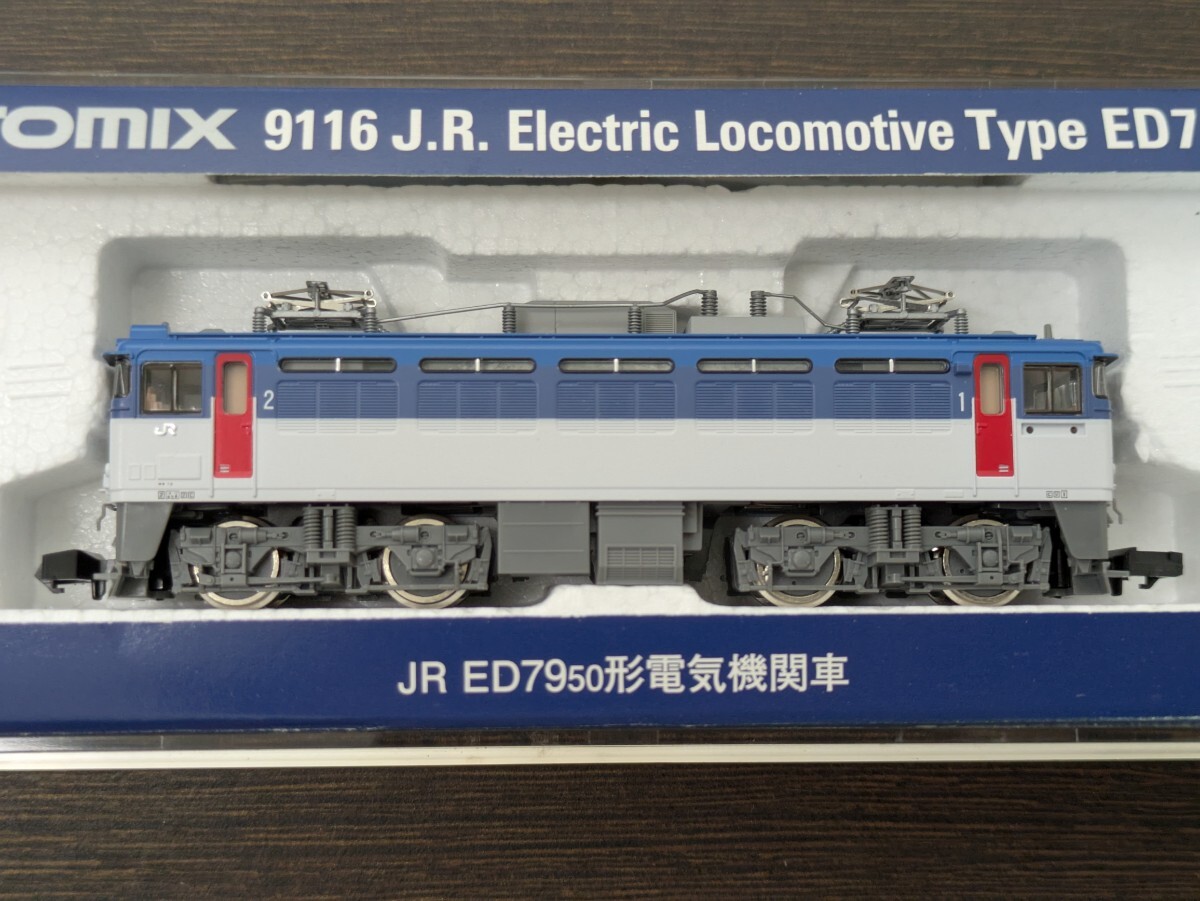 TOMIX 9116 J.R. Electric Locomotive Type ED7
2
1
JR
JR ED7950形電気機関車